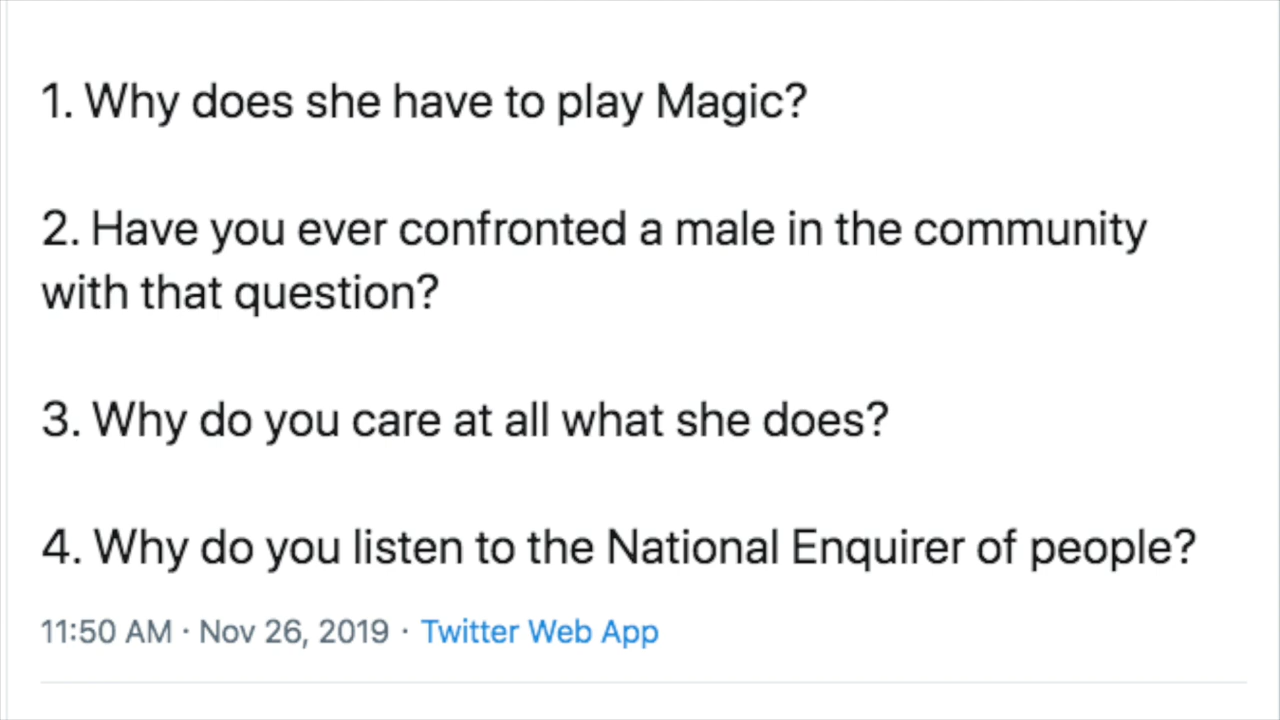 1. Why does she have to play Magic?
2. Have you ever confronted a male in the community
with that question?
3. Why do you care at all what she does?
4. Why do you listen to the National Enquirer of people?
11:50 AM · Nov 26, 2019 · Twitter Web App